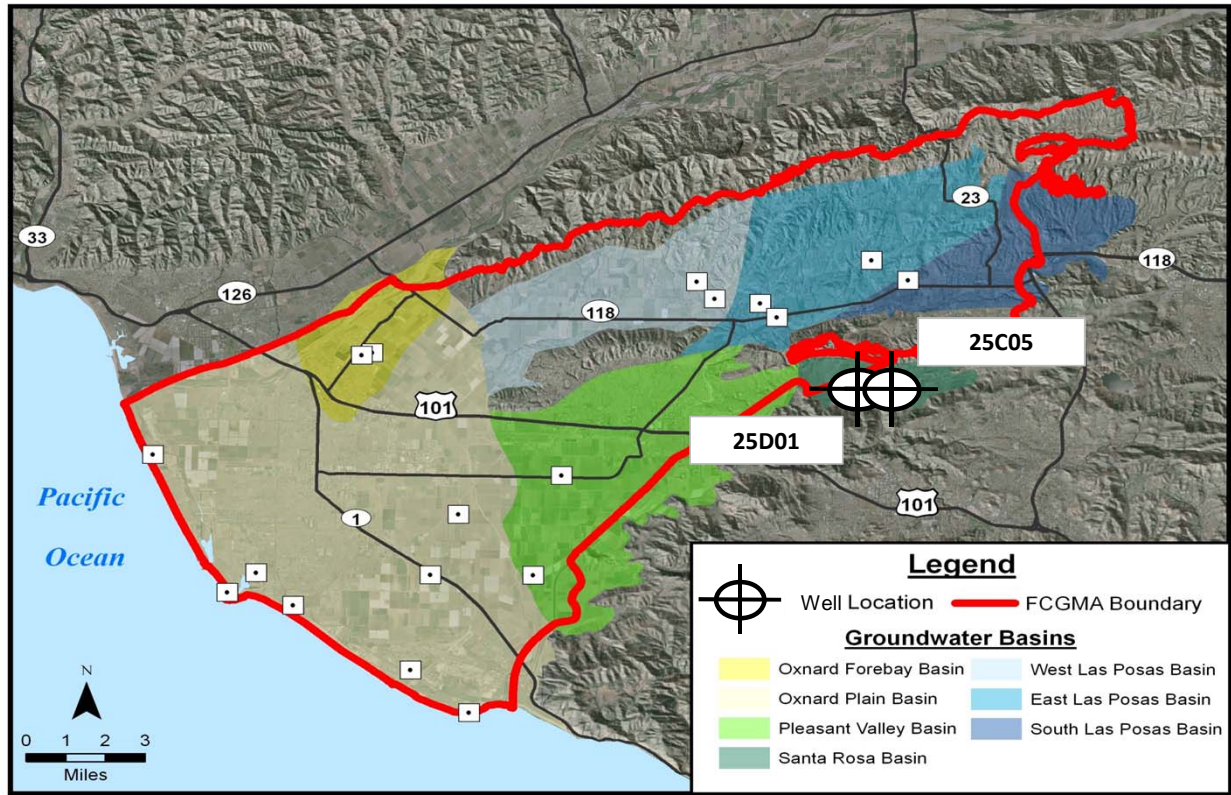 23
33
118
126
118
25C05
101
25D01
Pacific
Ocean
1
101
Legend
Well Location
FCGMA Boundary
Groundwater Basins
Oxnard Forebay Basin
West Las Posas Basin
Oxnard Plain Basin
East Las Posas Basin
Pleasant Valley Basin
South Las Posas Basin
Santa Rosa Basin
N
0 1 2 3
Miles